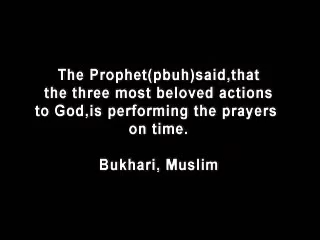 The Prophet(pbuh)said,that
the three most beloved actions
to God,is performing the prayers
on time.
Bukhari, Muslim